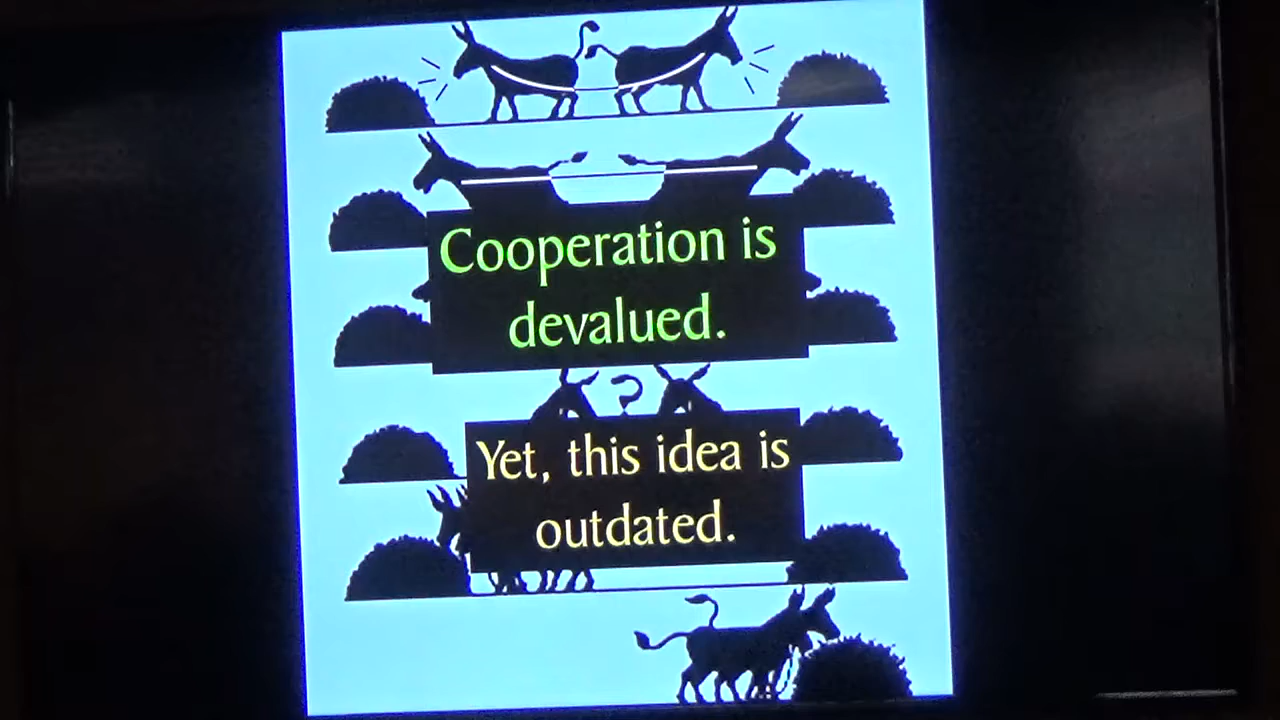 Cooperation is
devalued.
?
Yet, this idea is
outdated.